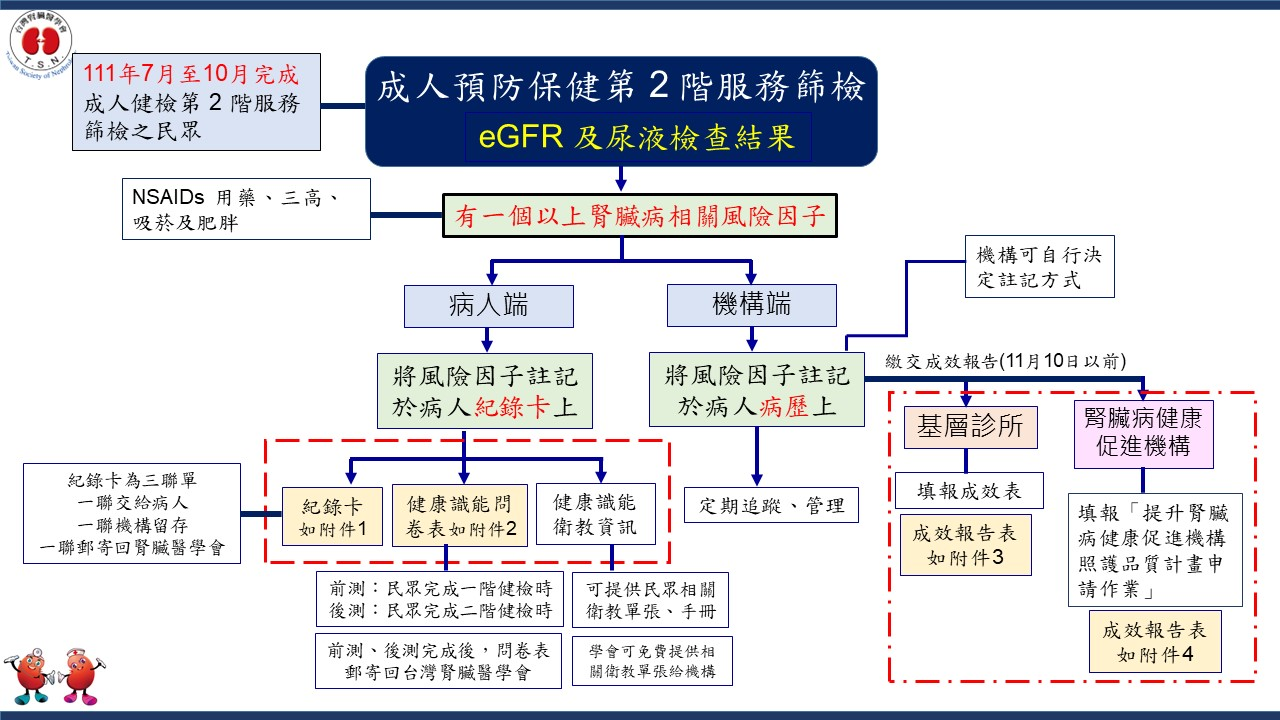 台灣腎臟醫學會
T.S.N.
Taiwan Society of Nephrology
111年7月至10月完成
成人健檢第 2 階服務
篩檢之民眾
成人預防保健第 2 階服務篩檢
eGFR 及尿液檢查結果
NSAIDs 用藥、三高、
吸菸及肥胖
有一個以上腎臟病相關風險因子
機構可自行決
定註記方式
病人端
機構端
將風險因子註記
於病人紀錄卡上
將風險因子註記
於病人病歷上
繳交成效報告(11月10日以前)
基層診所
腎臟病健康
促進機構
紀錄卡為三聯單
一聯交給病人
一聯機構留存
一聯郵寄回腎臟醫學會
紀錄卡
如附件1
健康識能問
卷表如附件2
健康識能
衛教資訊
定期追蹤、管理
填報成效表
成效報告表
如附件3
填報「提升腎臟
病健康促進機構
照護品質計畫申
請作業」
成效報告表
如附件4
前測：民眾完成一階健檢時
後測：民眾完成二階健檢時
可提供民眾相關
衛教單張、手冊
前測、後測完成後，問卷表
郵寄回台灣腎臟醫學會
學會可免費提供相
關衛教單張給機構